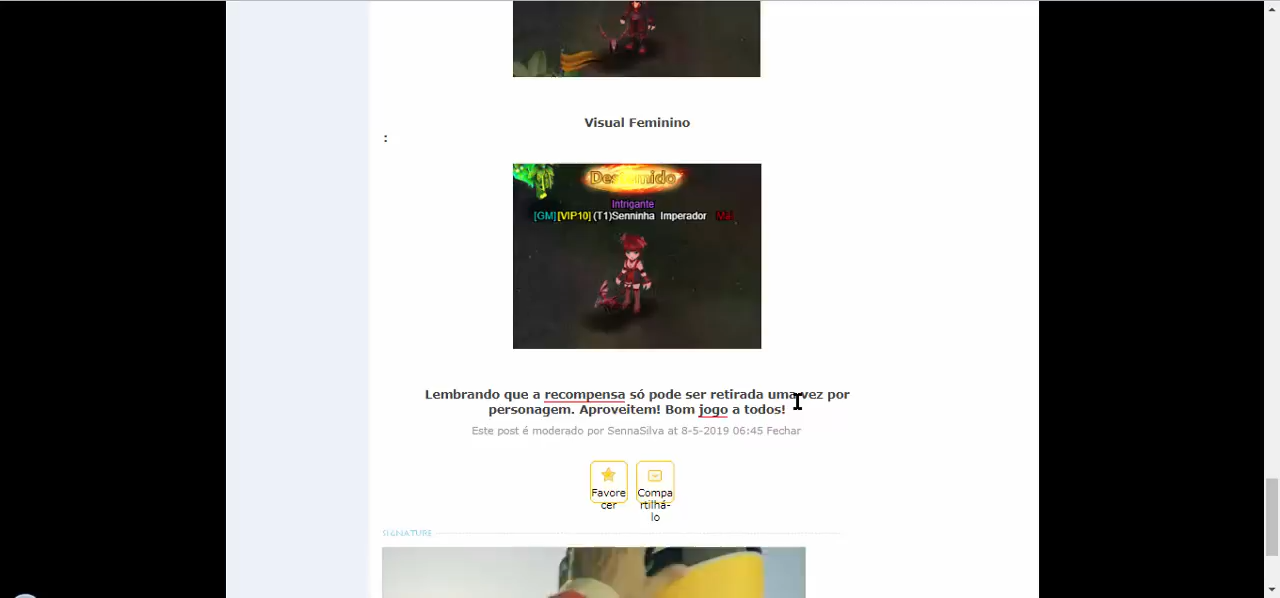 Visual Feminino
:
Intrigante
[GM][VIP10](T1)Senninha Imperador
Lembrando que a recompensa só pode ser retirada uma vez por
personagem. Aproveitem! Bom jogo a todos!
Este post é moderado por SennaSilva at 8-5-2019 06:45 Fechar
Favore
cer
Compa
rtilhá-
lo
SIGNATURE